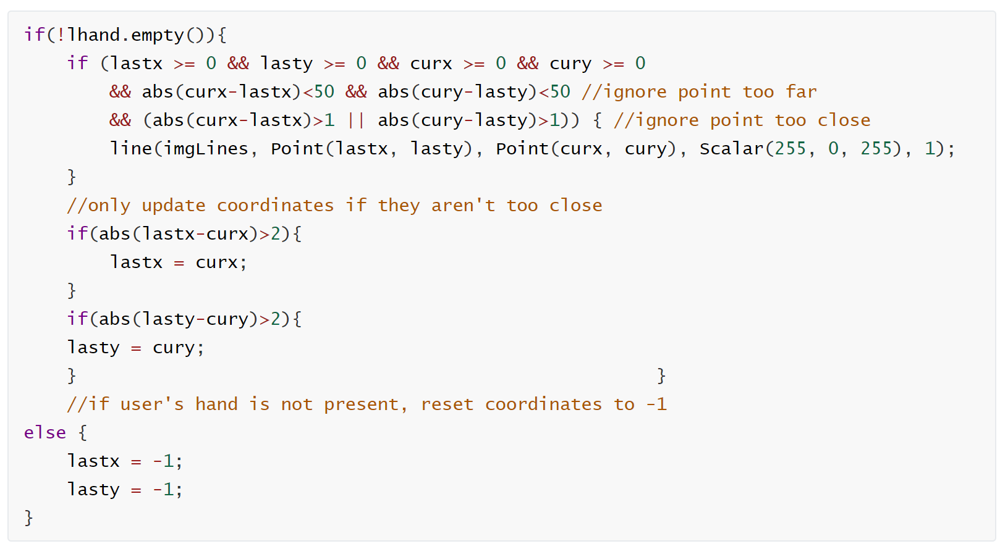 if(!lhand.empty()){
    if (lastx >= 0 && lasty >= 0 && curx >= 0 && cury >= 0
        && abs(curx-lastx)<50 && abs(cury-lasty)<50 //ignore point too far
        && (abs(curx-lastx)>1 || abs(cury-lasty)>1)) { //ignore point too close
        line(imgLines, Point(lastx, lasty), Point(curx, cury), Scalar(255, 0, 255), 1);
    }
    //only update coordinates if they aren't too close
    if(abs(lastx-curx)>2){
        lastx = curx;
    }
    if(abs(lasty-cury)>2){
    lasty = cury;
    }                                                      }
    //if user's hand is not present, reset coordinates to -1
else {
    lastx = -1;
    lasty = -1;
}